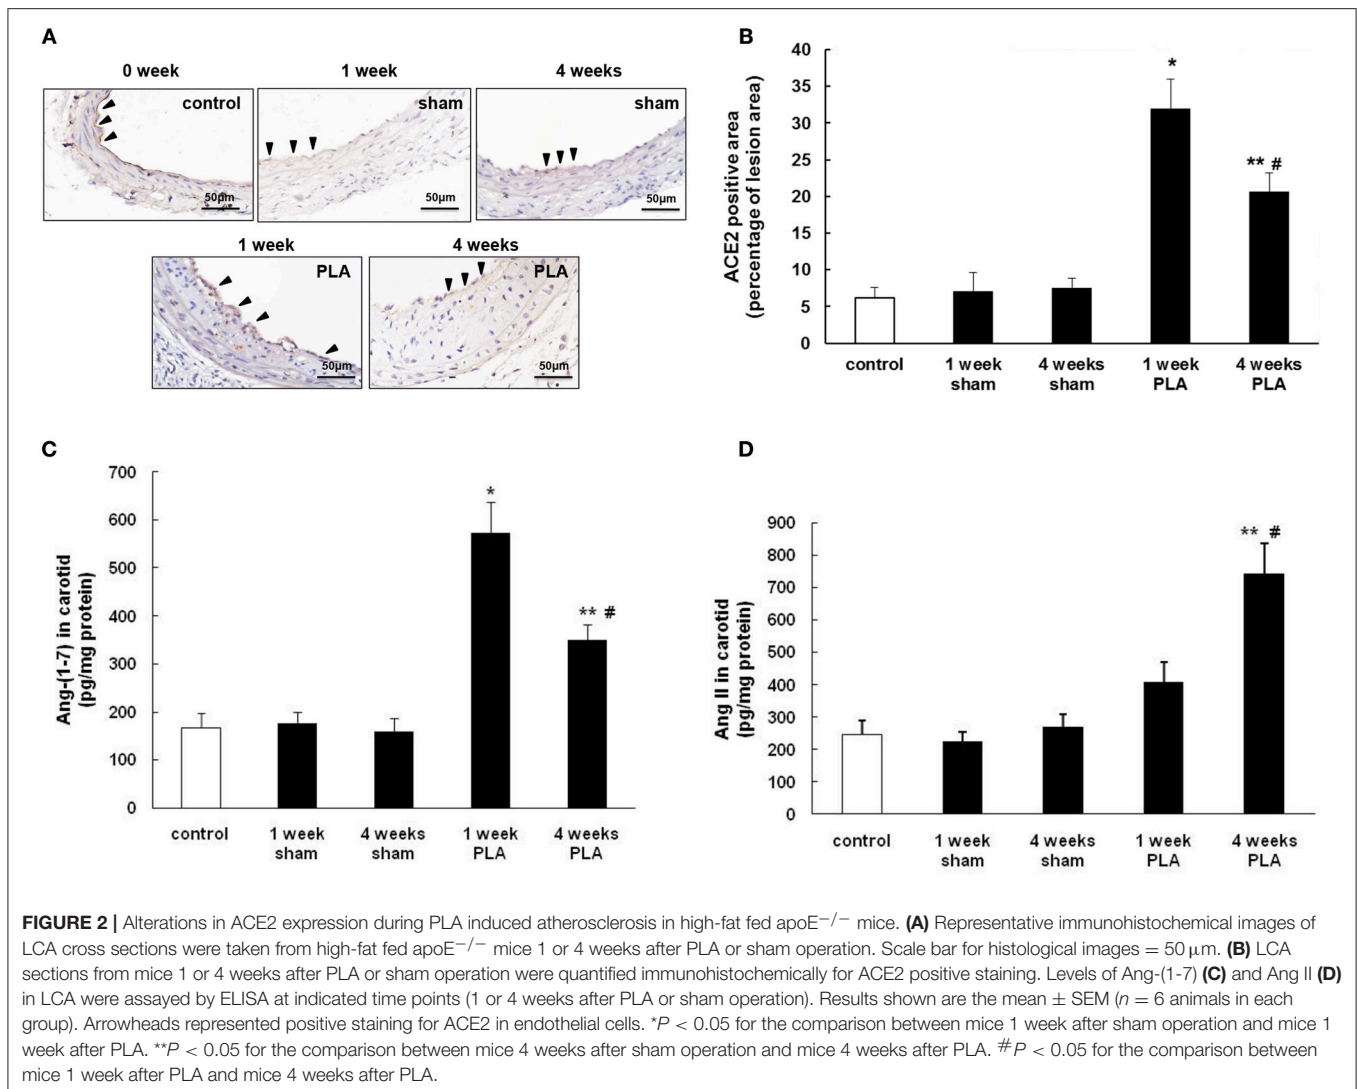 A
0 week
1 week
4 weeks
control
sham
sham
50µm
50µm
50µm
1 week
4 weeks
PLA
PLA
50µm
50µm
B
ACE2 positive area
(percentage of lesion area)
40
35
30
25
20
15
10
5
0
*
** #
control
1 week
sham
4 weeks
sham
1 week
PLA
4 weeks
PLA
C
Ang-(1-7) in carotid
(pg/mg protein)
700
600
500
400
300
200
100
0
*
** #
control
1 week
sham
4 weeks
sham
1 week
PLA
4 weeks
PLA
D
Ang II in carotid
(pg/mg protein)
900
800
700
600
500
400
300
200
100
0
** #
control
1 week
sham
4 weeks
sham
1 week
PLA
4 weeks
PLA
FIGURE 2 | Alterations in ACE2 expression during PLA induced atherosclerosis in high-fat fed apoE−/− mice. (A) Representative immunohistochemical images of
LCA cross sections were taken from high-fat fed apoE−/− mice 1 or 4 weeks after PLA or sham operation. Scale bar for histological images = 50 µm. (B) LCA
sections from mice 1 or 4 weeks after PLA or sham operation were quantified immunohistochemically for ACE2 positive staining. Levels of Ang-(1-7) (C) and Ang II (D)
in LCA were assayed by ELISA at indicated time points (1 or 4 weeks after PLA or sham operation). Results shown are the mean ± SEM (n = 6 animals in each
group). Arrowheads represented positive staining for ACE2 in endothelial cells. *P < 0.05 for the comparison between mice 1 week after sham operation and mice 1
week after PLA. **P < 0.05 for the comparison between mice 4 weeks after sham operation and mice 4 weeks after PLA. #P < 0.05 for the comparison between
mice 1 week after PLA and mice 4 weeks after PLA.